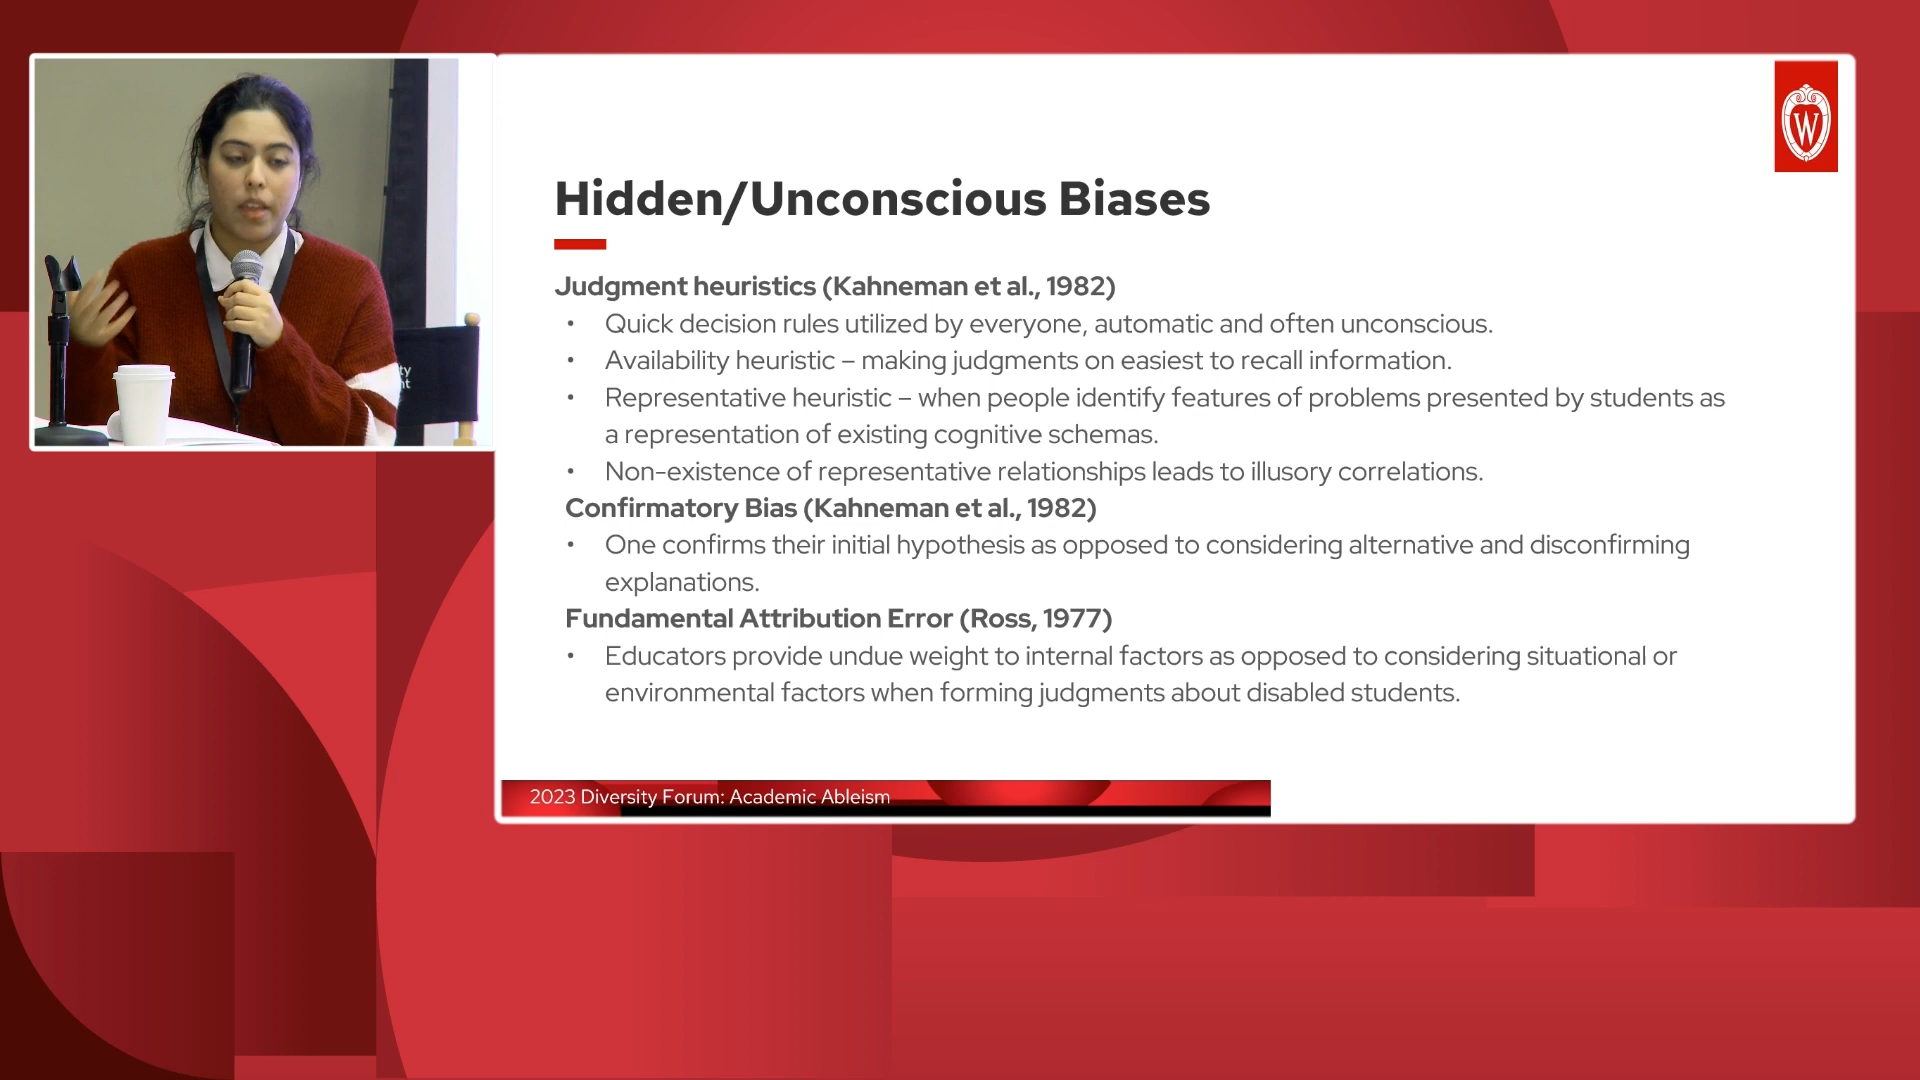 Hidden/Unconscious Biases
Judgment heuristics (Kahneman et al., 1982)
• Quick decision rules utilized by everyone, automatic and often unconscious.
• Availability heuristic – making judgments on easiest to recall information.
• Representative heuristic – when people identify features of problems presented by students as
a representation of existing cognitive schemas.
• Non-existence of representative relationships leads to illusory correlations.
Confirmatory Bias (Kahneman et al., 1982)
• One confirms their initial hypothesis as opposed to considering alternative and disconfirming
explanations.
Fundamental Attribution Error (Ross, 1977)
• Educators provide undue weight to internal factors as opposed to considering situational or
environmental factors when forming judgments about disabled students.
2023 Diversity Forum: Academic Ableism
W
ty
nt